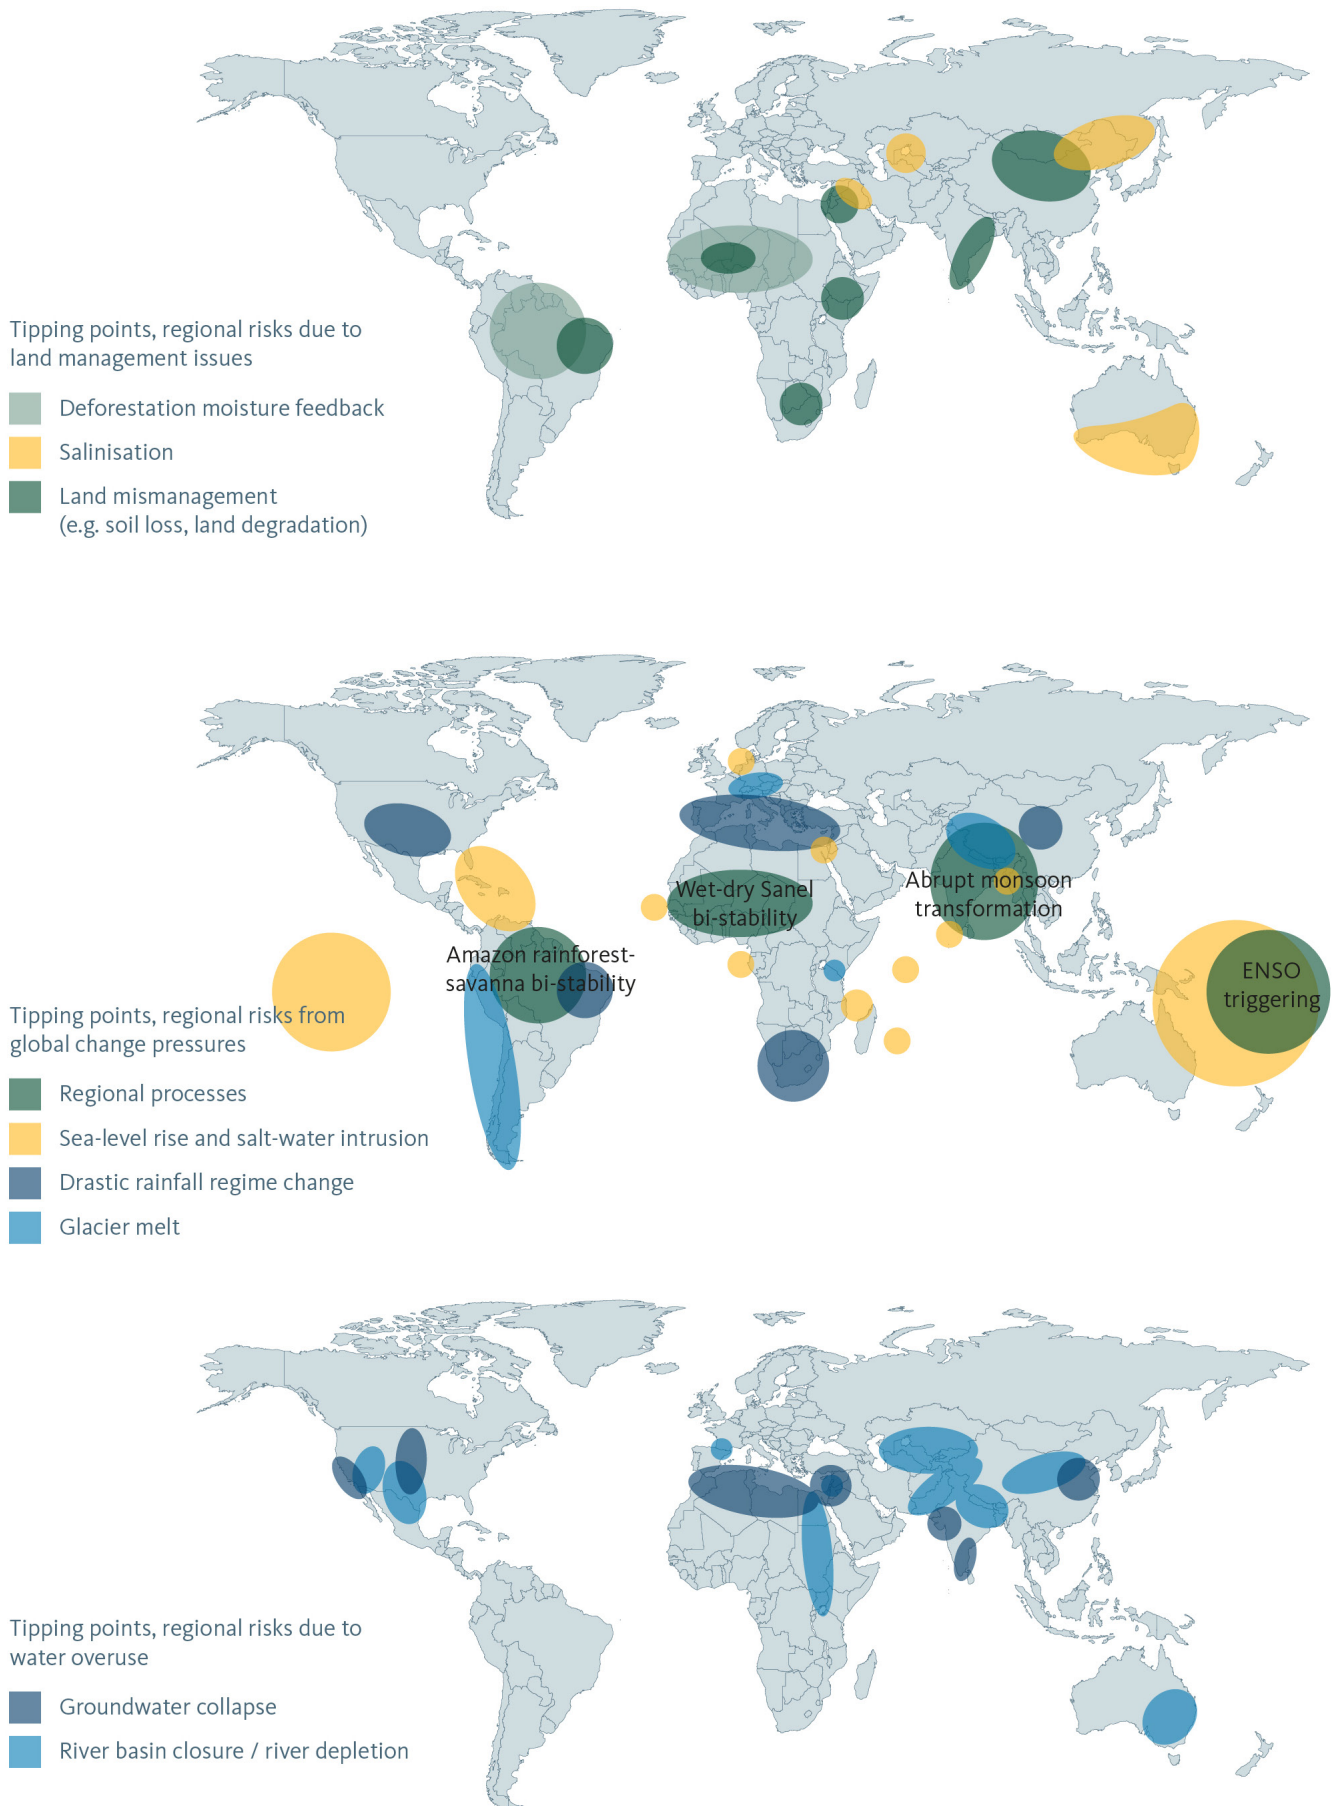 Tipping points, regional risks due to
land management issues
Deforestation moisture feedback
Salinisation
Land mismanagement
(e.g. soil loss, land degradation)
Wet-dry Sanel
bi-stability
Abrupt monsoon
transformation
Amazon rainforest-
savanna bi-stability
ENSO
triggering
Tipping points, regional risks from
global change pressures
Regional processes
Sea-level rise and salt-water intrusion
Drastic rainfall regime change
Glacier melt
Tipping points, regional risks due to
water overuse
Groundwater collapse
River basin closure / river depletion